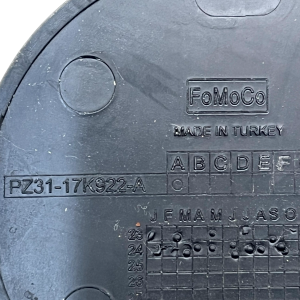 FoMoCo
MADE IN TURKEY
A B C D E F
PZ31-17K922-A
C
J F M A M J J A S O
23
24
25